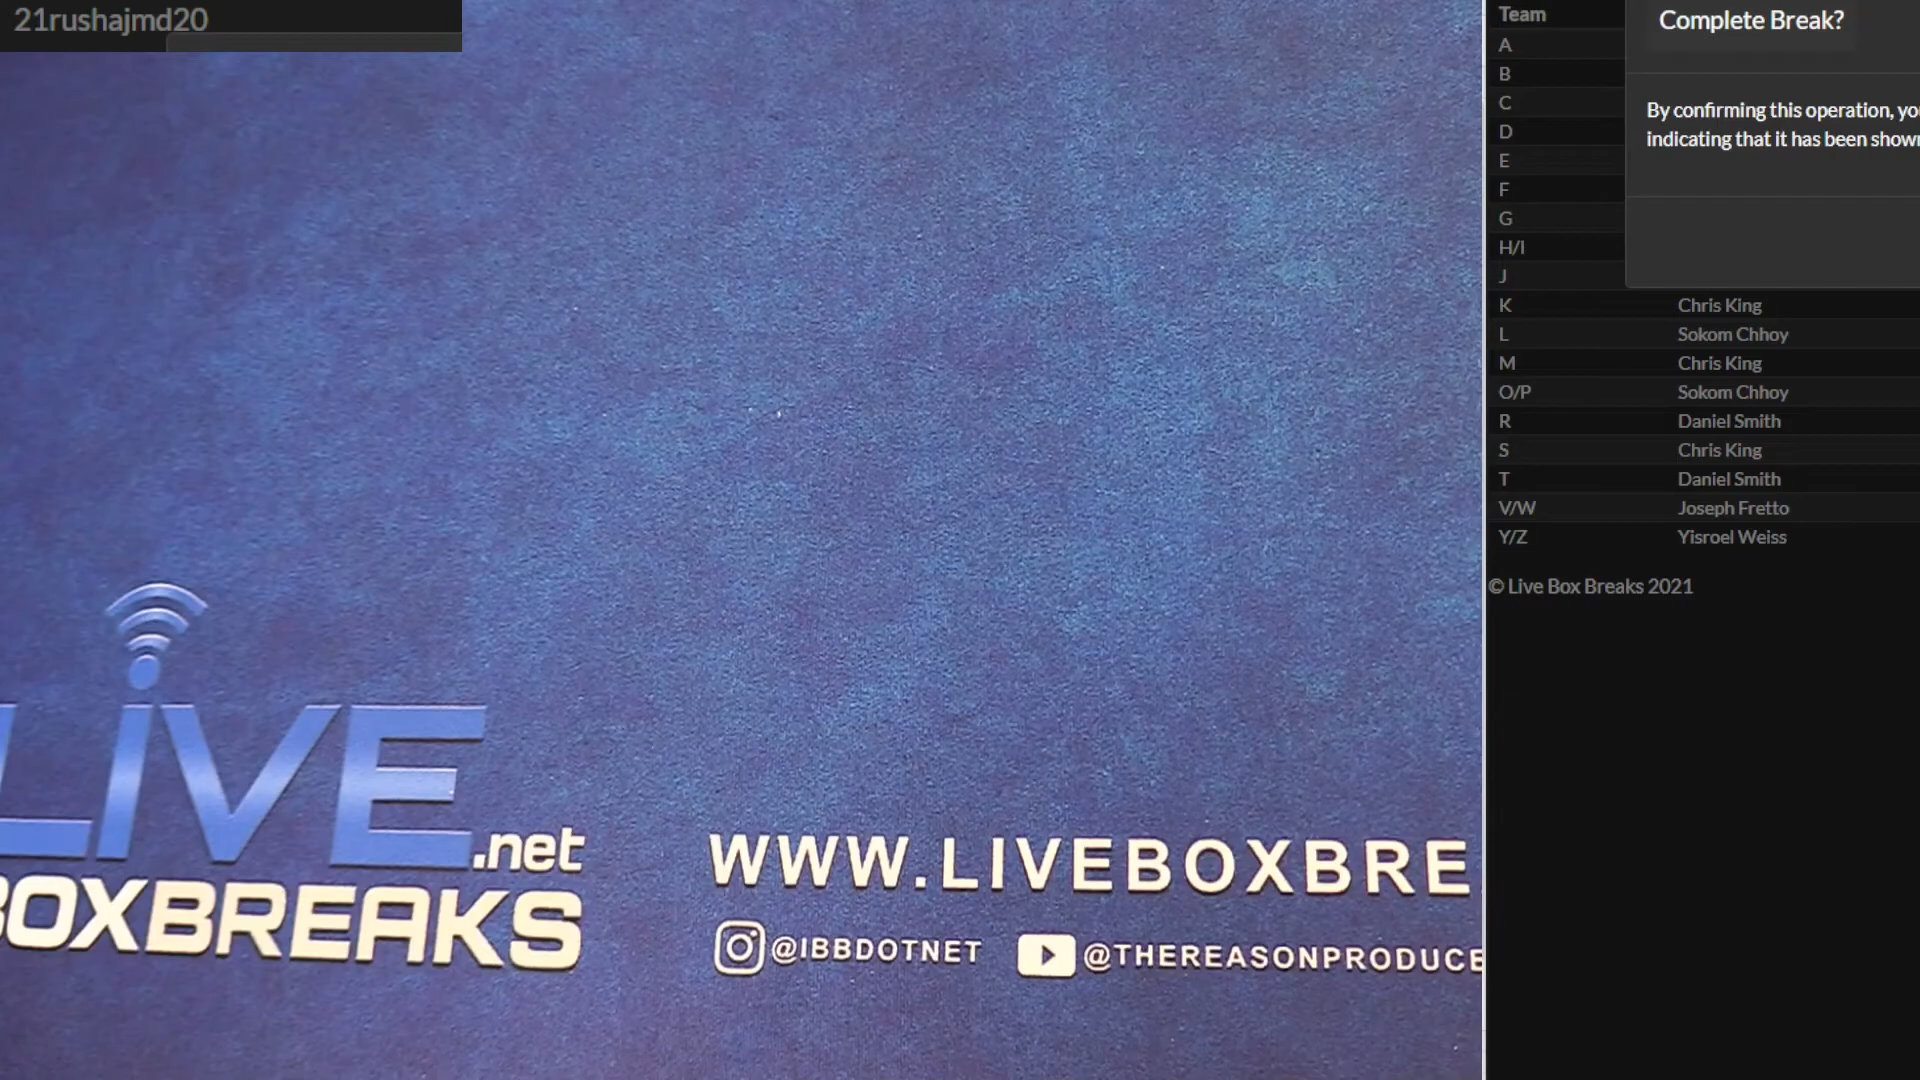 21rushajmd20
LiVE
.net
BOXBREAKS
WWW.LIVEBOXBRE
@IBBDOTNET @THEREASONPRODUCE
Team
A
B
C
D
E
F
G
H/I
J
K Chris King
L Sokom Chhoy
M Chris King
O/P Sokom Chhoy
R Daniel Smith
S Chris King
T Daniel Smith
V/W Joseph Fretto
Y/Z Yisroel Weiss
© Live Box Breaks 2021
Complete Break?
By confirming this operation, you
indicating that it has been shown